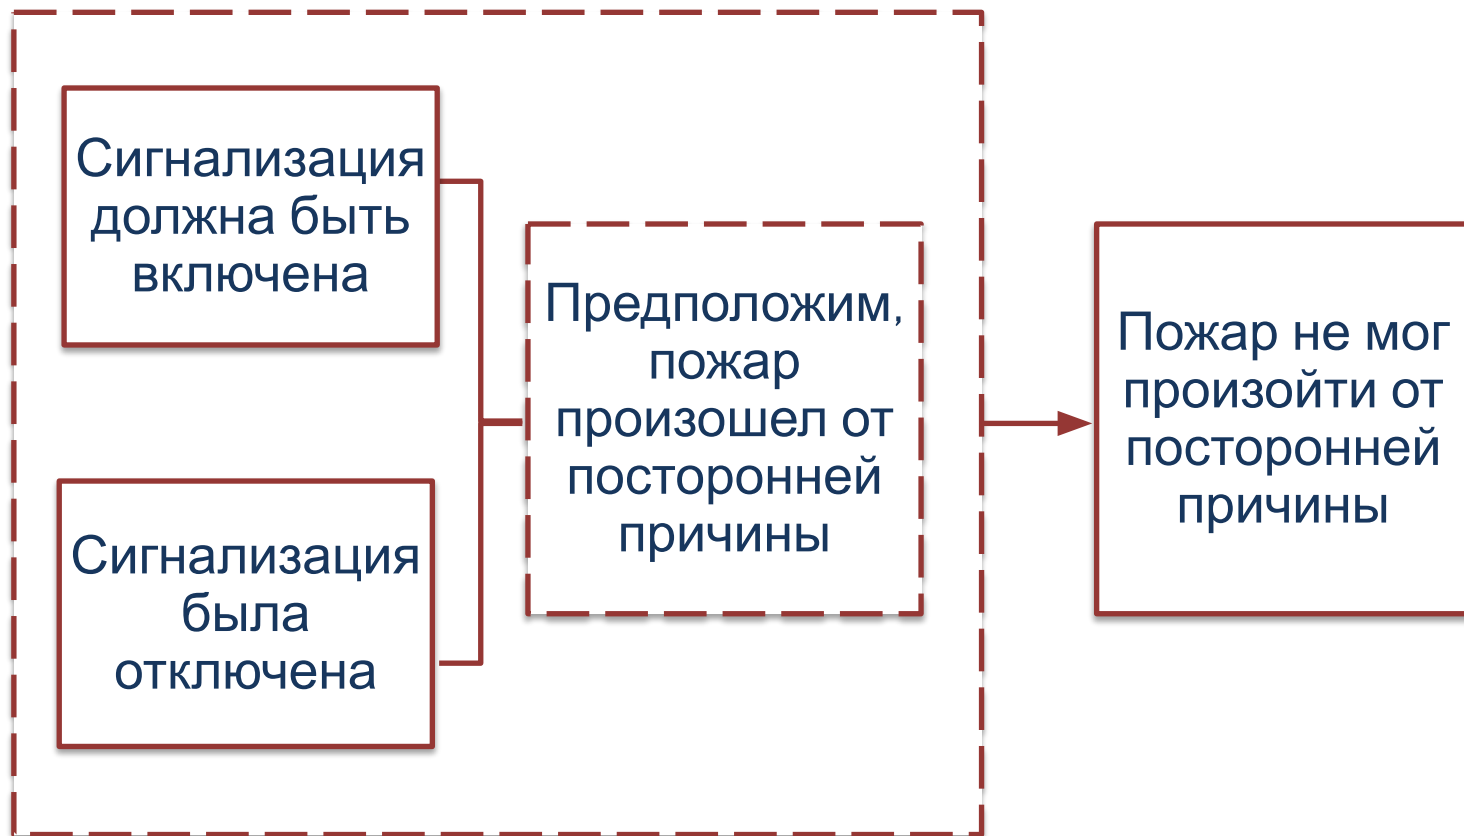 Сигнализация
должна быть
включена
Сигнализация
была
отключена
Предположим,
пожар
произошел от
посторонней
причины
Пожар не мог
произойти от
посторонней
причины